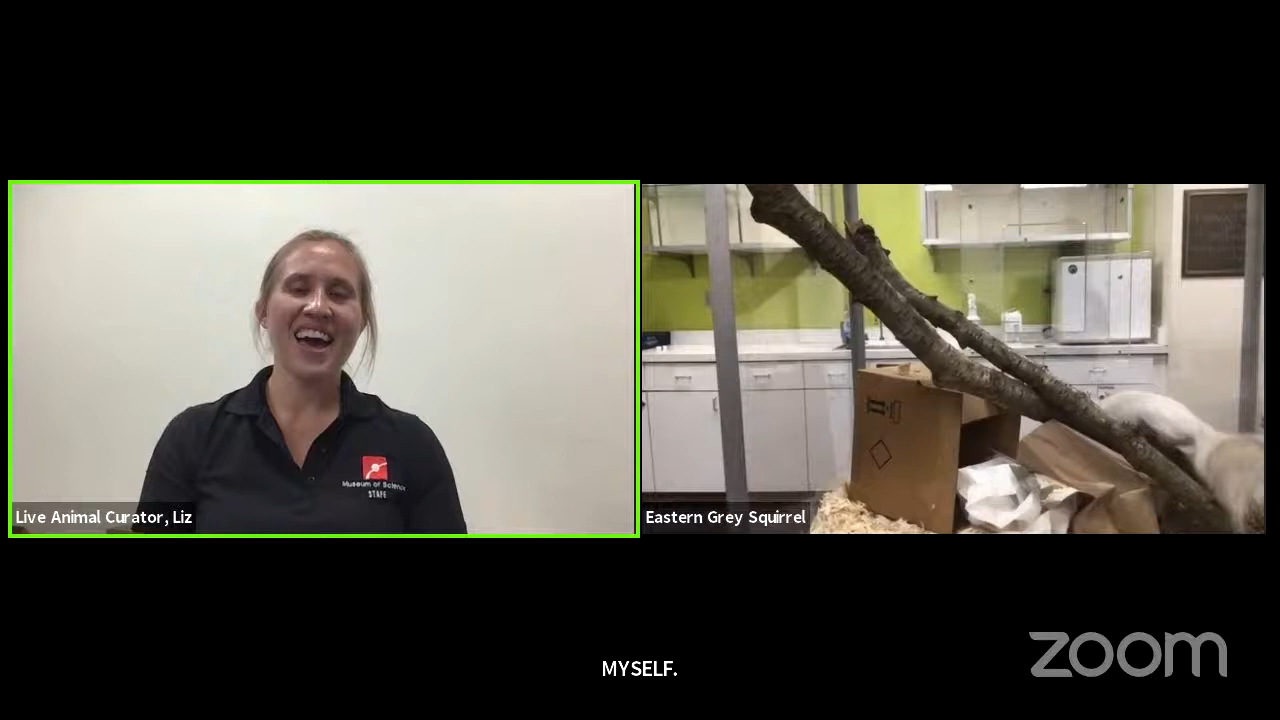 Museum of Science
STAFF
Live Animal Curator, Liz
Eastern Grey Squirrel
MYSELF.
zoom